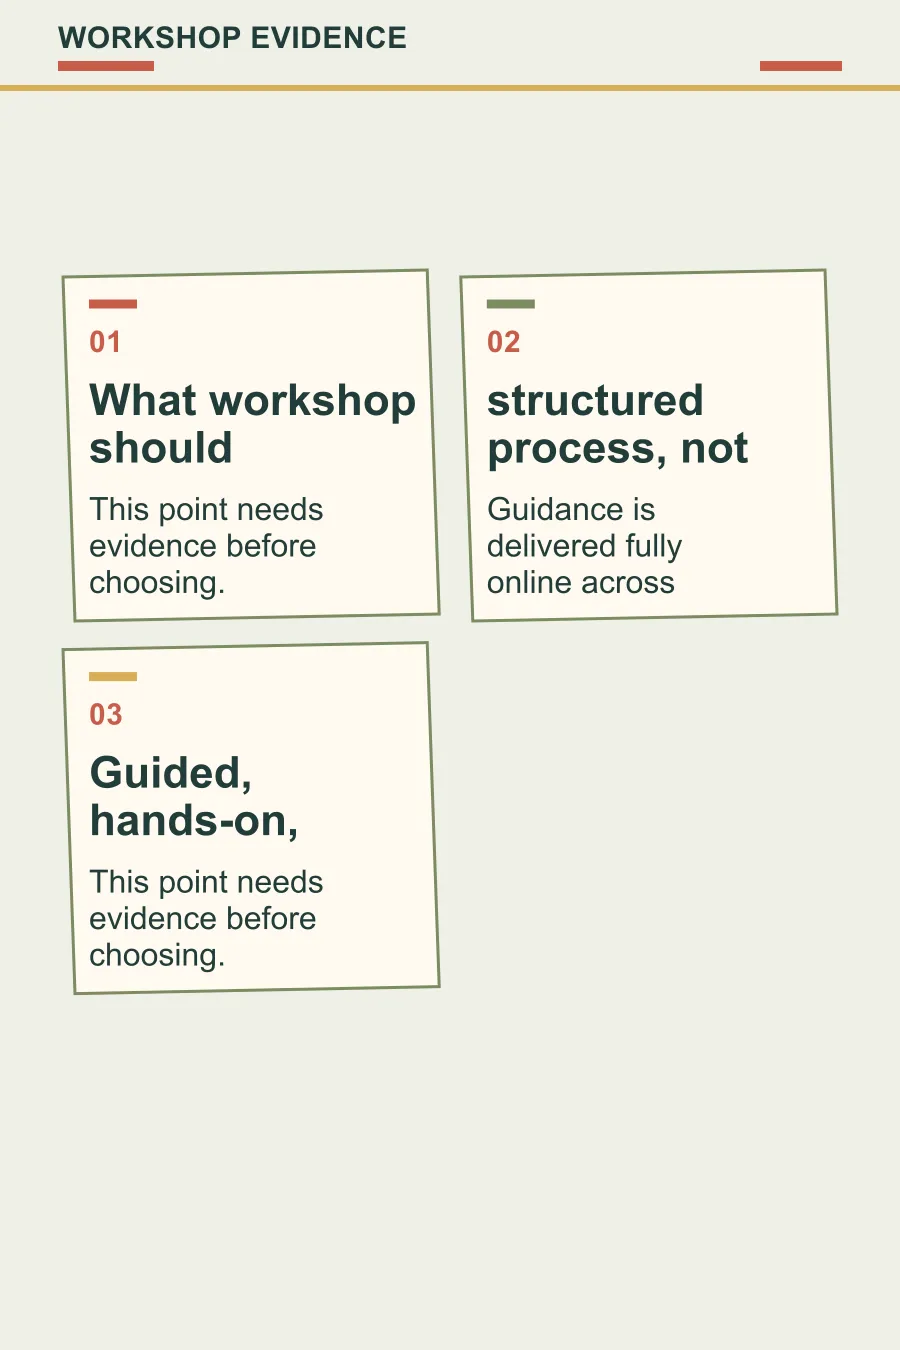 WORKSHOP EVIDENCE
01
What workshop
should
This point needs
evidence before
choosing.
02
structured
process, not
Guidance is
delivered fully
online across
03
Guided,
hands-on,
This point needs
evidence before
choosing.